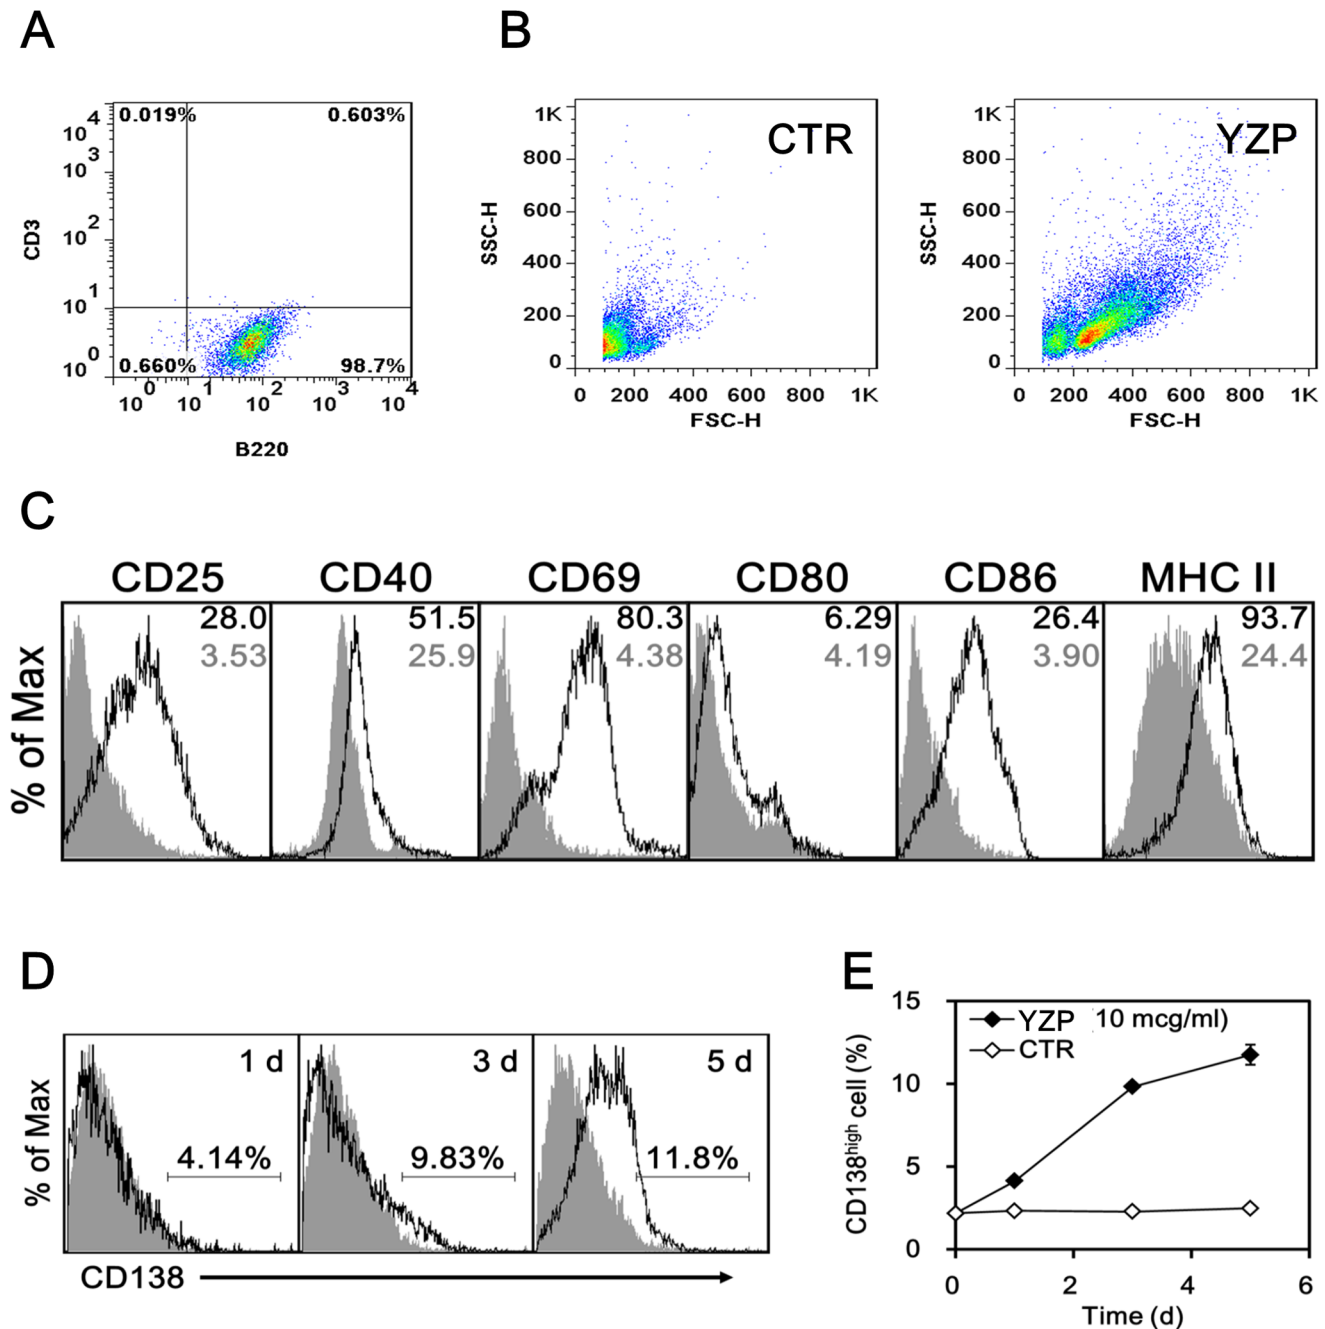 A
B
0.019% 0.603%
10 4
10 3
10 2
10 1
10 0
CD3
0.660% 98.7%
10 0 10 1 10 2 10 3 10 4
B220
CTR
1K
800
600
400
200
0
SSC-H
0 200 400 600 800 1K
FSC-H
YZP
1K
800
600
400
200
0
SSC-H
0 200 400 600 800 1K
FSC-H
C
CD25 CD40 CD69 CD80 CD86 MHC II
28.0 51.5 80.3 6.29 26.4 93.7
3.53 25.9 4.38 4.19 3.90 24.4
% of Max
D
1 d 3 d 5 d
4.14% 9.83% 11.8%
% of Max
CD138
E
15
10
5
0
YZP 10 mcg/ml)
CTR
CD138high cell (%)
0 2 4 6
Time (d)